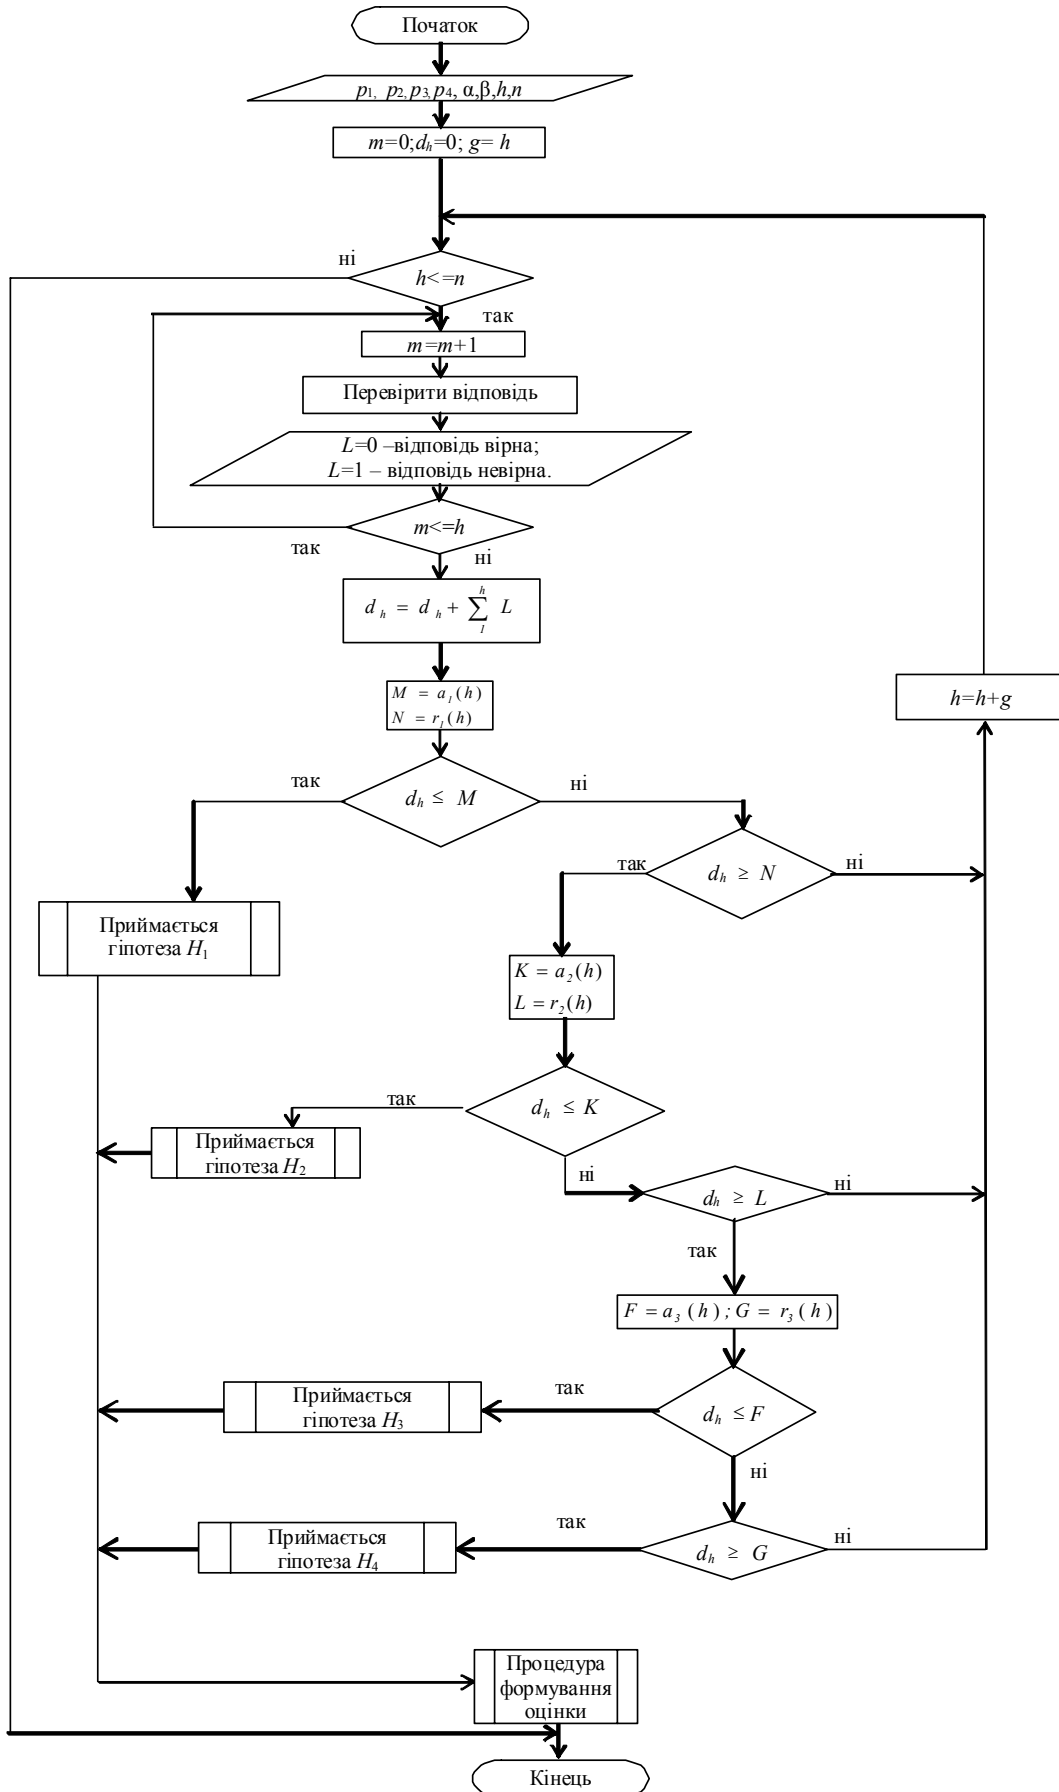 Початок
p₁, p₂, p₃, p₄, α,β,h,n
m=0;dₕ=0; g= h
ні
h<=n
так
m=m+1
Перевірити відповідь
L=0 –відповідь вірна;
L=1 – відповідь невірна.
m<=h
так
ні
d ₕ = d ₕ + ∑ L
h
1
M = a₁(h)
N = r₁(h)
h=h+g
так
dₕ ≤ M
ні
так
dₕ ≥ N
ні
Приймається
гіпотеза H₁
K = a₂(h)
L = r₂(h)
так
dₕ ≤ K
Приймається
гіпотеза H₂
ні
dₕ ≥ L
ні
так
F = a₃ (h) ; G = r₃ (h)
Приймається
гіпотеза H₃
так
dₕ ≤ F
ні
Приймається
гіпотеза H₄
так
dₕ ≥ G
ні
Процедура
формування
оцінки
Кінець